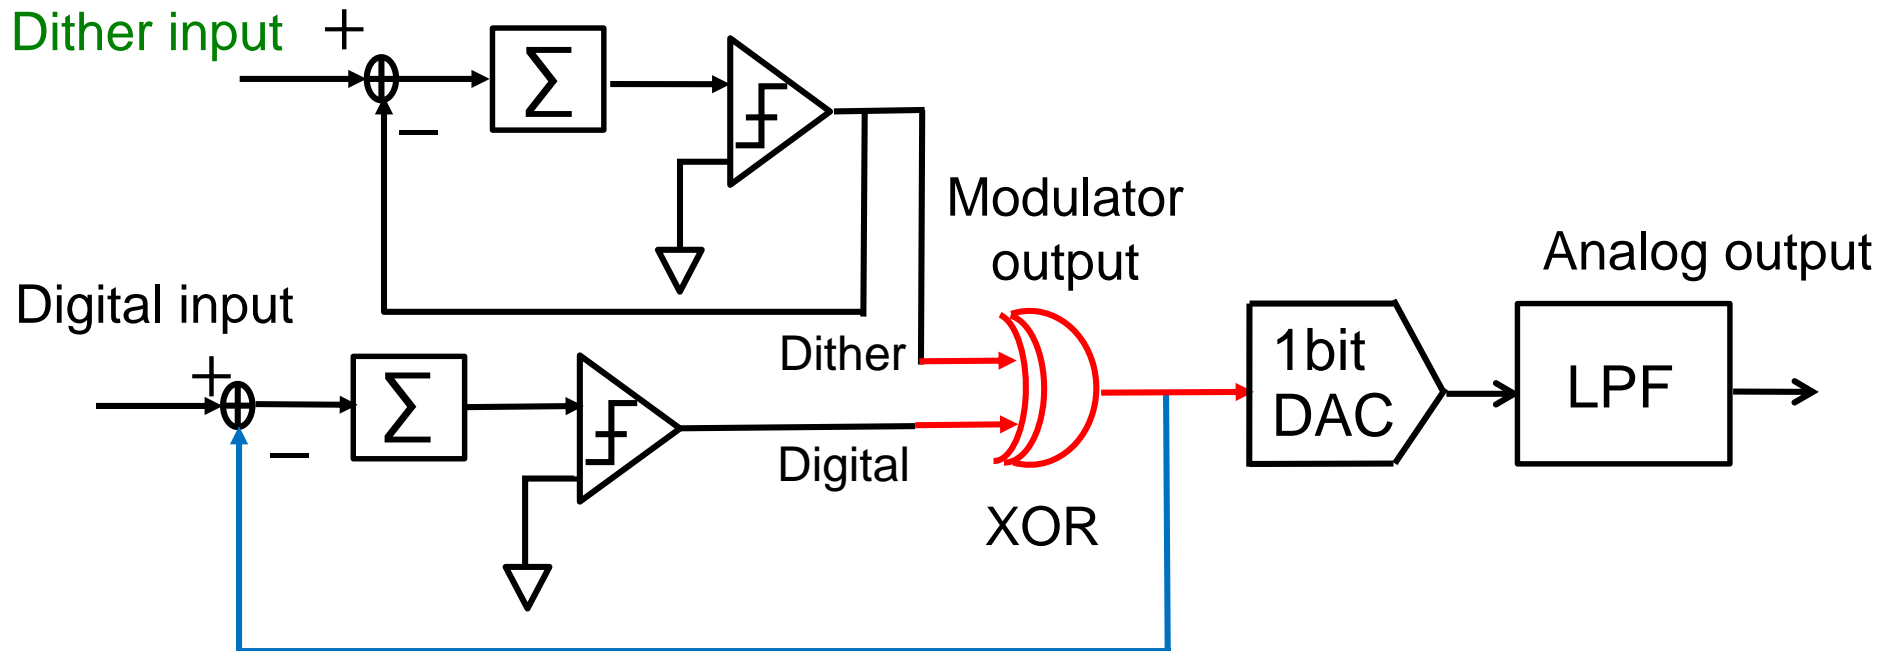 Dither input
+
Σ
−
Modulator
output
Analog output
Digital input
+
Σ
−
Dither
Digital
XOR
1bit
DAC
LPF